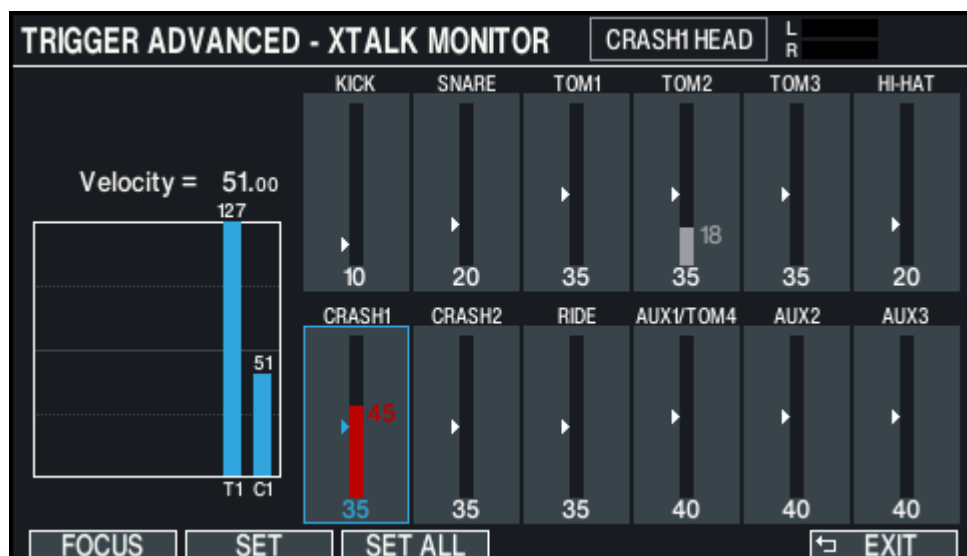 TRIGGER ADVANCED - XTALK MONITOR CRASH1 HEAD L
R
KICK SNARE TOM1 TOM2 TOM3 HI-HAT
Velocity = 51.00
127
18
10 20 35 35 35 20
CRASH1 CRASH2 RIDE AUX1/TOM4 AUX2 AUX3
51
45
T1 C1
35 35 35 40 40 40
FOCUS SET SET ALL EXIT